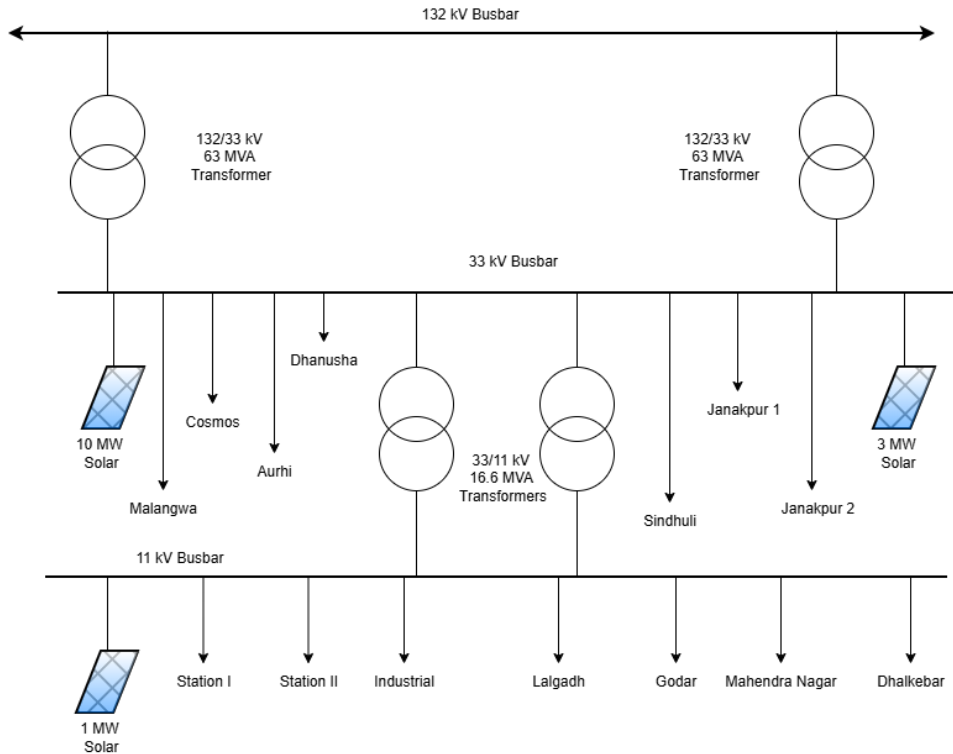 132 kV Busbar
132/33 kV
63 MVA
Transformer
132/33 kV
63 MVA
Transformer
33 kV Busbar
Dhanusha
Cosmos
Janakpur 1
10 MW
Solar
3 MW
Solar
Aurhi
33/11 kV
16.6 MVA
Transformers
Malangwa
Sindhuli
Janakpur 2
11 kV Busbar
Station I
Station II
Industrial
Lalgadh
Godar
Mahendra Nagar
Dhalkebar
1 MW
Solar